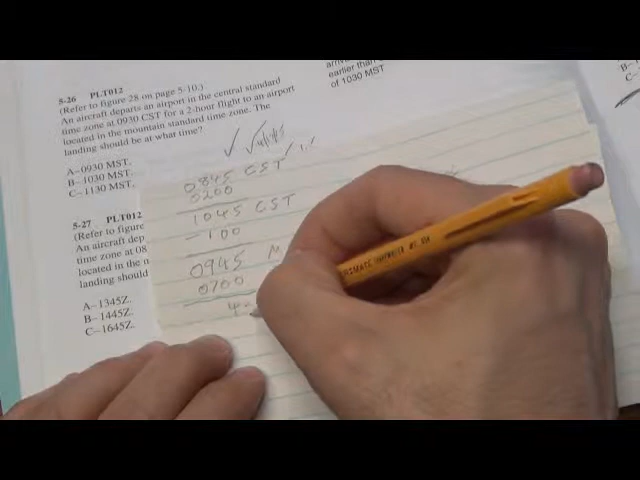 arrive
earlier than
of 1030 MST
5-26 PLT012
(Refer to figure 28 on page 5-10.)
An aircraft departs an airport in the central standard
time zone at 0930 CST for a 2-hour flight to an airport
located in the mountain standard time zone. The
landing should be at what time?
A–0930 MST.
B–1030 MST.
C–1130 MST.
5-27 PLT012
(Refer to figure
An aircraft dep
time zone at 08
located in the m
landing should
A–1345Z.
B–1445Z.
C–1645Z.
0845 CST
0200
1045 CST
-100
0945 M
0700
B–
C–